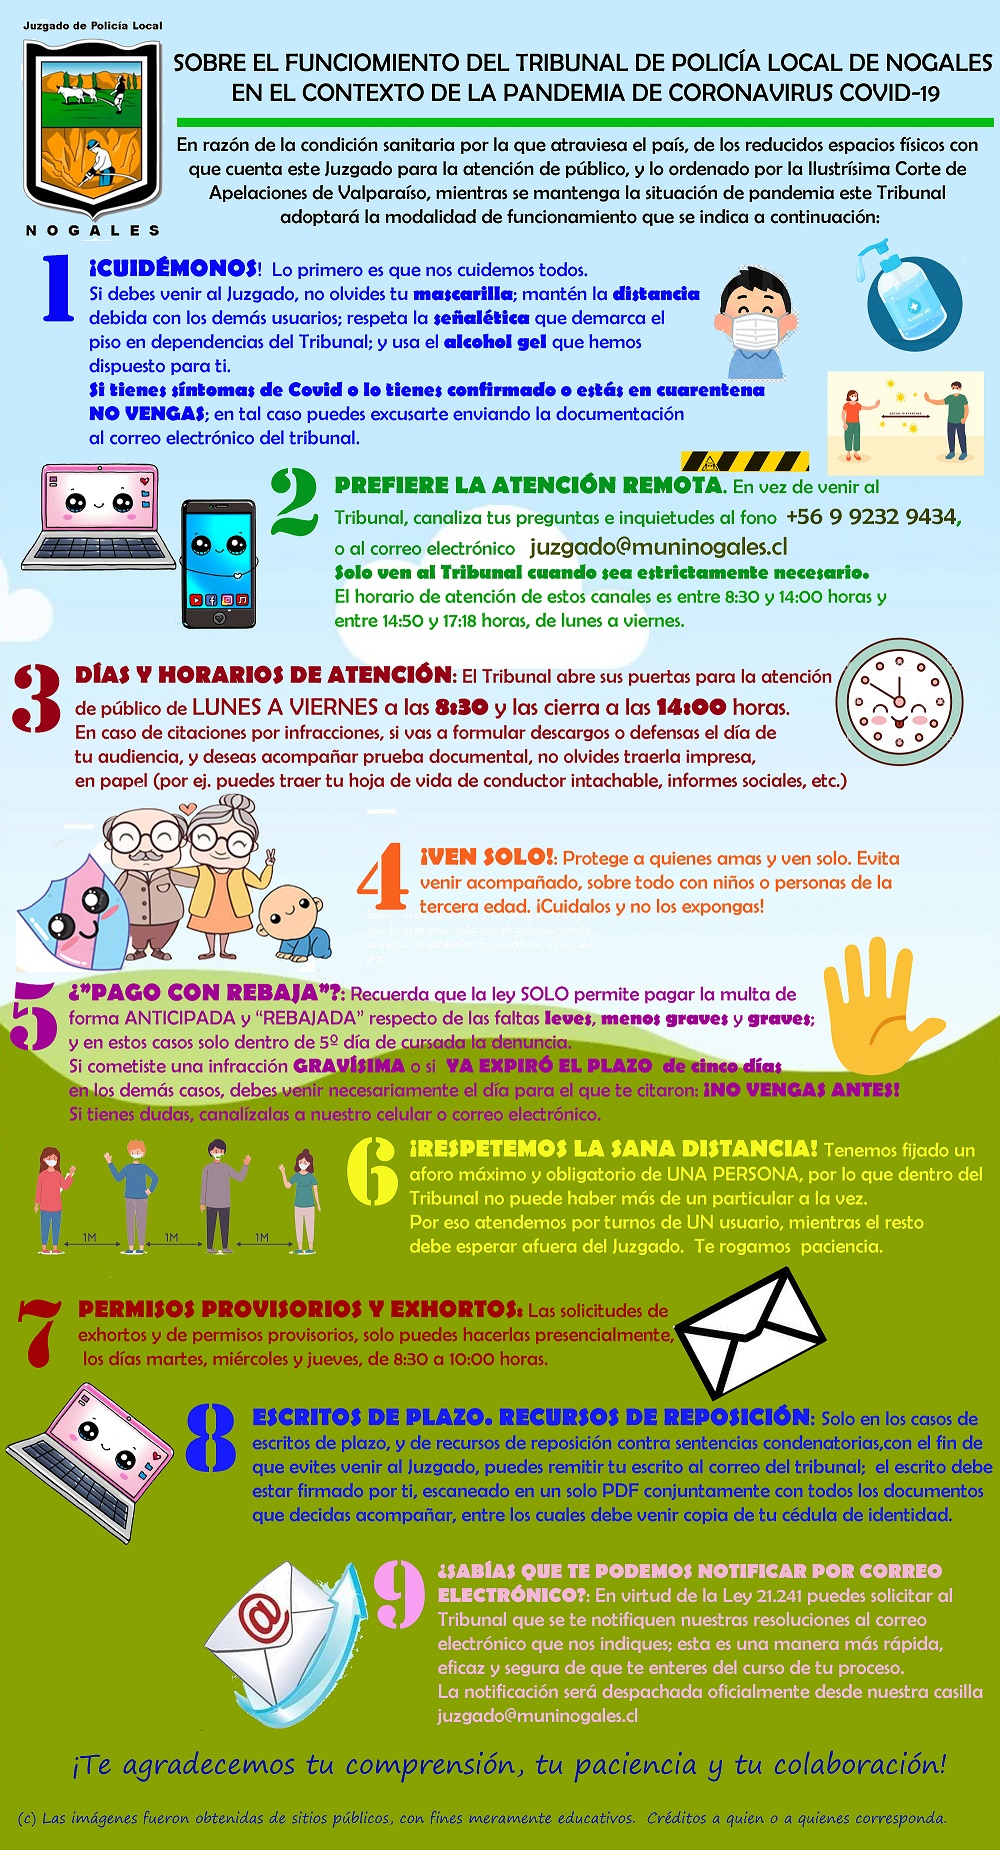 Juzgado de Policía Local
NOGALES
SOBRE EL FUNCIOMIENTO DEL TRIBUNAL DE POLICÍA LOCAL DE NOGALES
EN EL CONTEXTO DE LA PANDEMIA DE CORONAVIRUS COVID-19
En razón de la condición sanitaria por la que atraviesa el país, de los reducidos espacios físicos con
que cuenta este Juzgado para la atención de público, y lo ordenado por la Ilustrísima Corte de
Apelaciones de Valparaíso, mientras se mantenga la situación de pandemia este Tribunal
adoptará la modalidad de funcionamiento que se indica a continuación:
1 ¡CUIDÉMONOS! Lo primero es que nos cuidemos todos.
Si debes venir al Juzgado, no olvides tu mascarilla; mantén la distancia
debida con los demás usuarios; respeta la señalética que demarca el
piso en dependencias del Tribunal; y usa el alcohol gel que hemos
dispuesto para ti.
Si tienes síntomas de Covid o lo tienes confirmado o estás en cuarentena
NO VENGAS; en tal caso puedes excusarte enviando la documentación
al correo electrónico del tribunal.
2 PREFIERE LA ATENCIÓN REMOTA. En vez de venir al
Tribunal, canaliza tus preguntas e inquietudes al fono +56 9 9232 9434,
o al correo electrónico juzgado@muninogales.cl
Solo ven al Tribunal cuando sea estrictamente necesario.
El horario de atención de estos canales es entre 8:30 y 14:00 horas y
entre 14:50 y 17:18 horas, de lunes a viernes.
3 DÍAS Y HORARIOS DE ATENCIÓN: El Tribunal abre sus puertas para la atención
de público de LUNES A VIERNES a las 8:30 y las cierra a las 14:00 horas.
En caso de citaciones por infracciones, si vas a formular descargos o defensas el día de
tu audiencia, y deseas acompañar prueba documental, no olvides traerla impresa,
en papel (por ej. puedes traer tu hoja de vida de conductor intachable, informes sociales, etc.)
4 ¡VEN SOLO!: Protege a quienes amas y ven solo. Evita
venir acompañado, sobre todo con niños o personas de la
tercera edad. ¡Cuidalos y no los expongas!
5 ¿"PAGO CON REBAJA"?: Recuerda que la ley SOLO permite pagar la multa de
forma ANTICIPADA y "REBAJADA" respecto de las faltas leves, menos graves y graves;
y en estos casos solo dentro de 5º día de cursada la denuncia.
Si cometiste una infracción GRAVÍSIMA o si YA EXPIRÓ EL PLAZO de cinco días
en los demás casos, debes venir necesariamente el día para el que te citaron: ¡NO VENGAS ANTES!
Si tienes dudas, canalízalas a nuestro celular o correo electrónico.
1M 1M 1M
6 ¡RESPETEMOS LA SANA DISTANCIA! Tenemos fijado un
aforo máximo y obligatorio de UNA PERSONA, por lo que dentro del
Tribunal no puede haber más de un particular a la vez.
Por eso atendemos por turnos de UN usuario, mientras el resto
debe esperar afuera del Juzgado. Te rogamos paciencia.
7 PERMISOS PROVISORIOS Y EXHORTOS: Las solicitudes de
exhortos y de permisos provisorios, solo puedes hacerlas presencialmente,
los días martes, miércoles y jueves, de 8:30 a 10:00 horas.
8 ESCRITOS DE PLAZO. RECURSOS DE REPOSICIÓN: Solo en los casos de
escritos de plazo, y de recursos de reposición contra sentencias condenatorias,con el fin de
que evites venir al Juzgado, puedes remitir tu escrito al correo del tribunal; el escrito debe
estar firmado por ti, escaneado en un solo PDF conjuntamente con todos los documentos
que decidas acompañar, entre los cuales debe venir copia de tu cédula de identidad.
@
9 ¿SABÍAS QUE TE PODEMOS NOTIFICAR POR CORREO
ELECTRÓNICO?: En virtud de la Ley 21.241 puedes solicitar al
Tribunal que se te notifiquen nuestras resoluciones al correo
electrónico que nos indiques; esta es una manera más rápida,
eficaz y segura de que te enteres del curso de tu proceso.
La notificación será despachada oficialmente desde nuestra casilla
juzgado@muninogales.cl
¡Te agradecemos tu comprensión, tu paciencia y tu colaboración!
(c) Las imágenes fueron obtenidas de sitios públicos, con fines meramente educativos. Créditos a quien o a quienes corresponda.